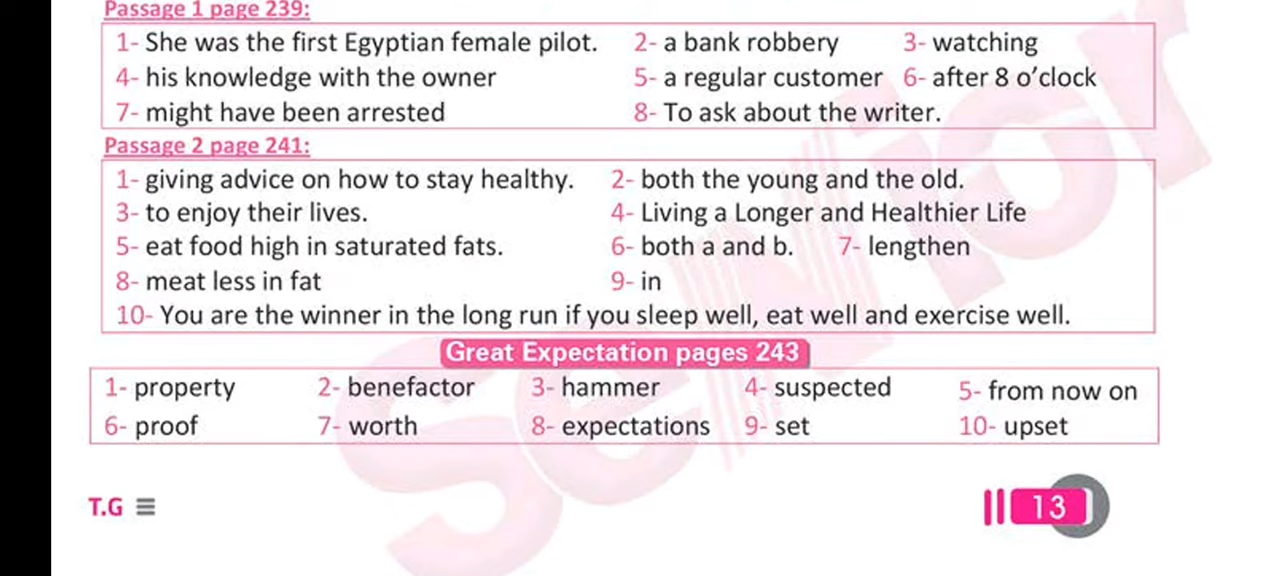 Passage 1 page 239:
1- She was the first Egyptian female pilot. 2- a bank robbery 3- watching
4- his knowledge with the owner 5- a regular customer 6- after 8 o’clock
7- might have been arrested 8- To ask about the writer.
Passage 2 page 241:
1- giving advice on how to stay healthy. 2- both the young and the old.
3- to enjoy their lives. 4- Living a Longer and Healthier Life
5- eat food high in saturated fats. 6- both a and b. 7- lengthen
8- meat less in fat 9- in
10- You are the winner in the long run if you sleep well, eat well and exercise well.
Great Expectation pages 243
1- property 2- benefactor 3- hammer 4- suspected 5- from now on
6- proof 7- worth 8- expectations 9- set 10- upset
T.G 13
SeNior